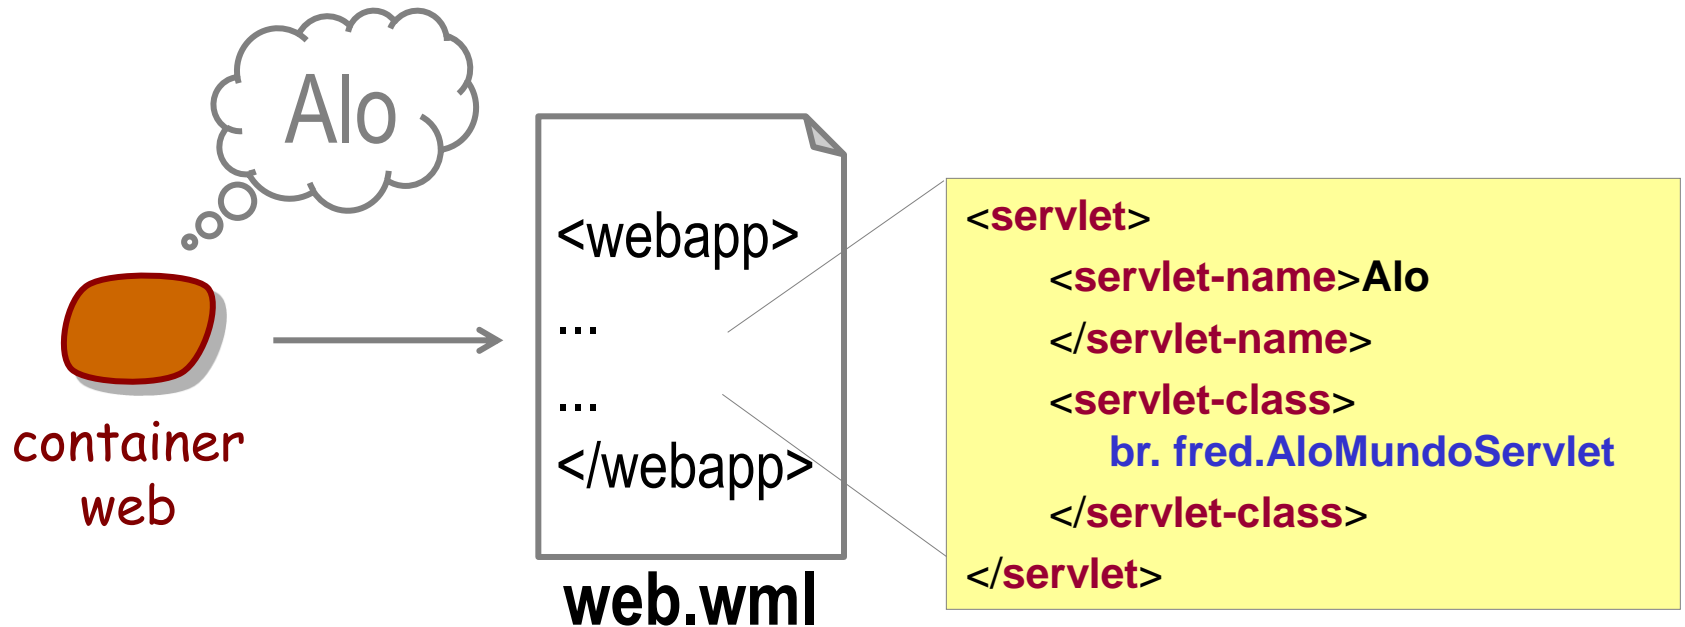 Alo
container
web
<webapp>
...
...
</webapp>
web.wml
<servlet>
<servlet-name>Alo
</servlet-name>
<servlet-class>
br. fred.AloMundoServlet
</servlet-class>
</servlet>